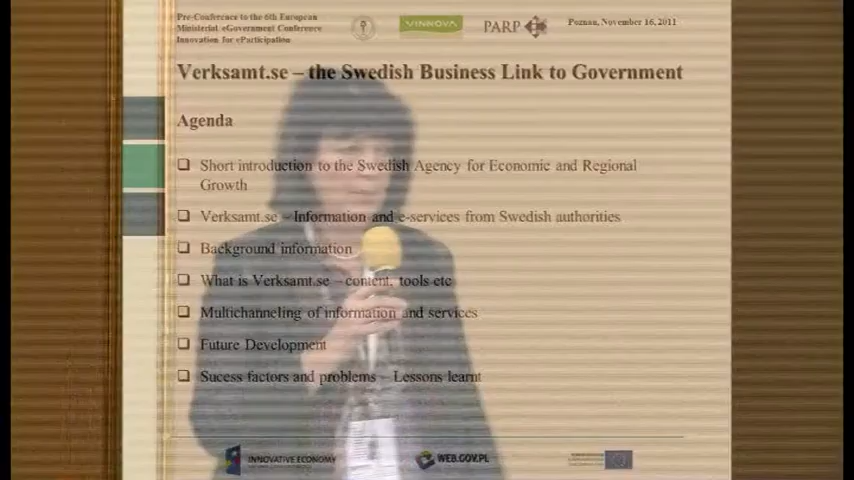 Pre-Conference to the 6th European
Ministerial eGovernment Conference
Innovation for eParticipation
VINNOVA
PARP
Poznau, November 16, 2011
Verksamt.se – the Swedish Business Link to Government
Agenda
❑ Short introduction to the Swedish Agency for Economic and Regional
Growth
❑ Verksamt.se – Information and e-services from Swedish authorities
❑ Background information
❑ What is Verksamt.se – content, tools etc
❑ Multichanneling of information and services
❑ Future Development
❑ Sucess factors and problems – Lessons learnt
INNOVATIVE ECONOMY
WEB.GOV.PL